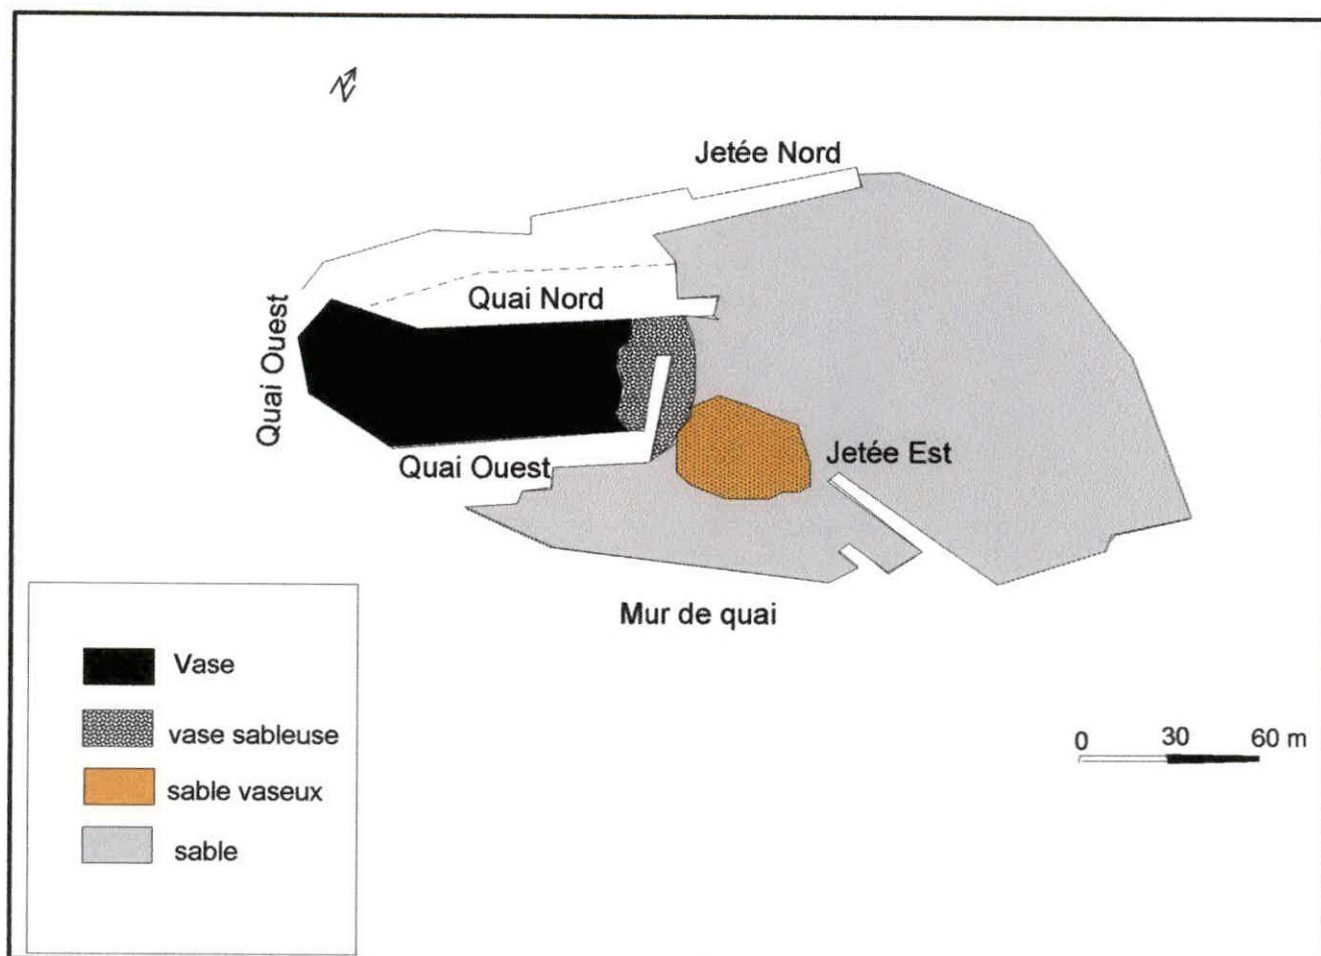 N
Jetée Nord
Quai Nord
Quai Ouest
Quai Ouest
Jetée Est
Mur de quai
Vase
vase sableuse
sable vaseux
sable
0 30 60 m